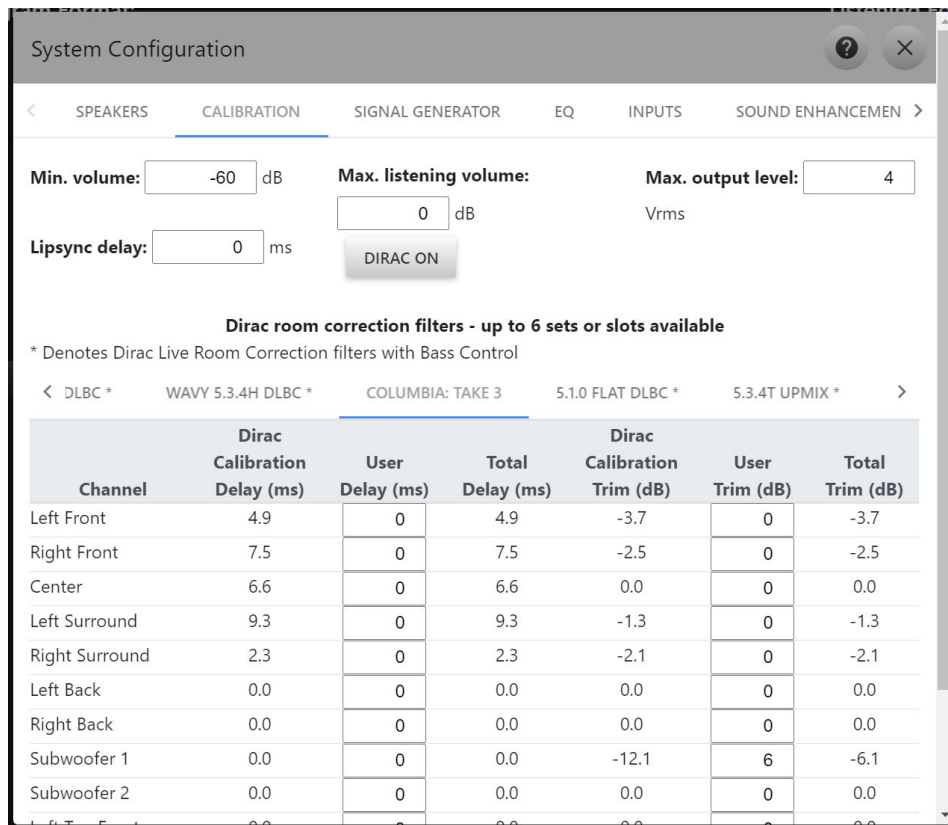 System Configuration
SPEAKERS CALIBRATION SIGNAL GENERATOR EQ INPUTS SOUND ENHANCEMEN
Min. volume: -60 dB Max. listening volume: Max. output level: 4
0 dB Vrms
Lipsync delay: 0 ms DIRAC ON
Dirac room correction filters - up to 6 sets or slots available
* Denotes Dirac Live Room Correction filters with Bass Control
DLBC * WAVY 5.3.4H DLBC * COLUMBIA: TAKE 3 5.1.0 FLAT DLBC * 5.3.4T UPMIX *
Dirac Dirac
Calibration User Total Calibration User Total
Channel Delay (ms) Delay (ms) Delay (ms) Trim (dB) Trim (dB) Trim (dB)
Left Front 4.9 0 4.9 -3.7 0 -3.7
Right Front 7.5 0 7.5 -2.5 0 -2.5
Center 6.6 0 6.6 0.0 0 0.0
Left Surround 9.3 0 9.3 -1.3 0 -1.3
Right Surround 2.3 0 2.3 -2.1 0 -2.1
Left Back 0.0 0 0.0 0.0 0 0.0
Right Back 0.0 0 0.0 0.0 0 0.0
Subwoofer 1 0.0 0 0.0 -12.1 6 -6.1
Subwoofer 2 0.0 0 0.0 0.0 0 0.0